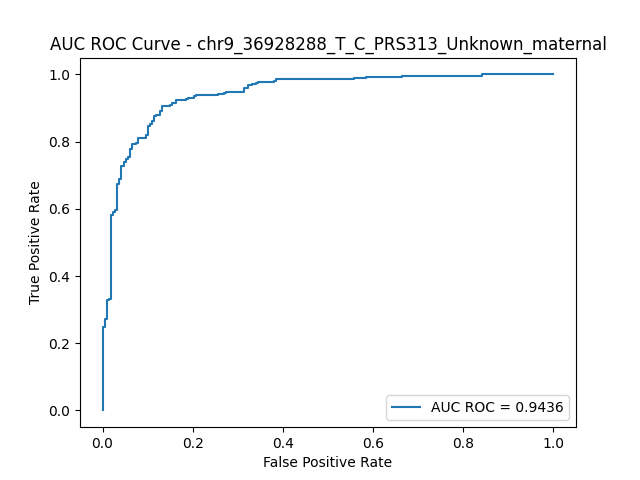 AUC ROC Curve - chr9_36928288_T_C_PRS313_Unknown_maternal
1.0
0.8
0.6
0.4
0.2
0.0
True Positive Rate
AUC ROC = 0.9436
0.0 0.2 0.4 0.6 0.8 1.0
False Positive Rate